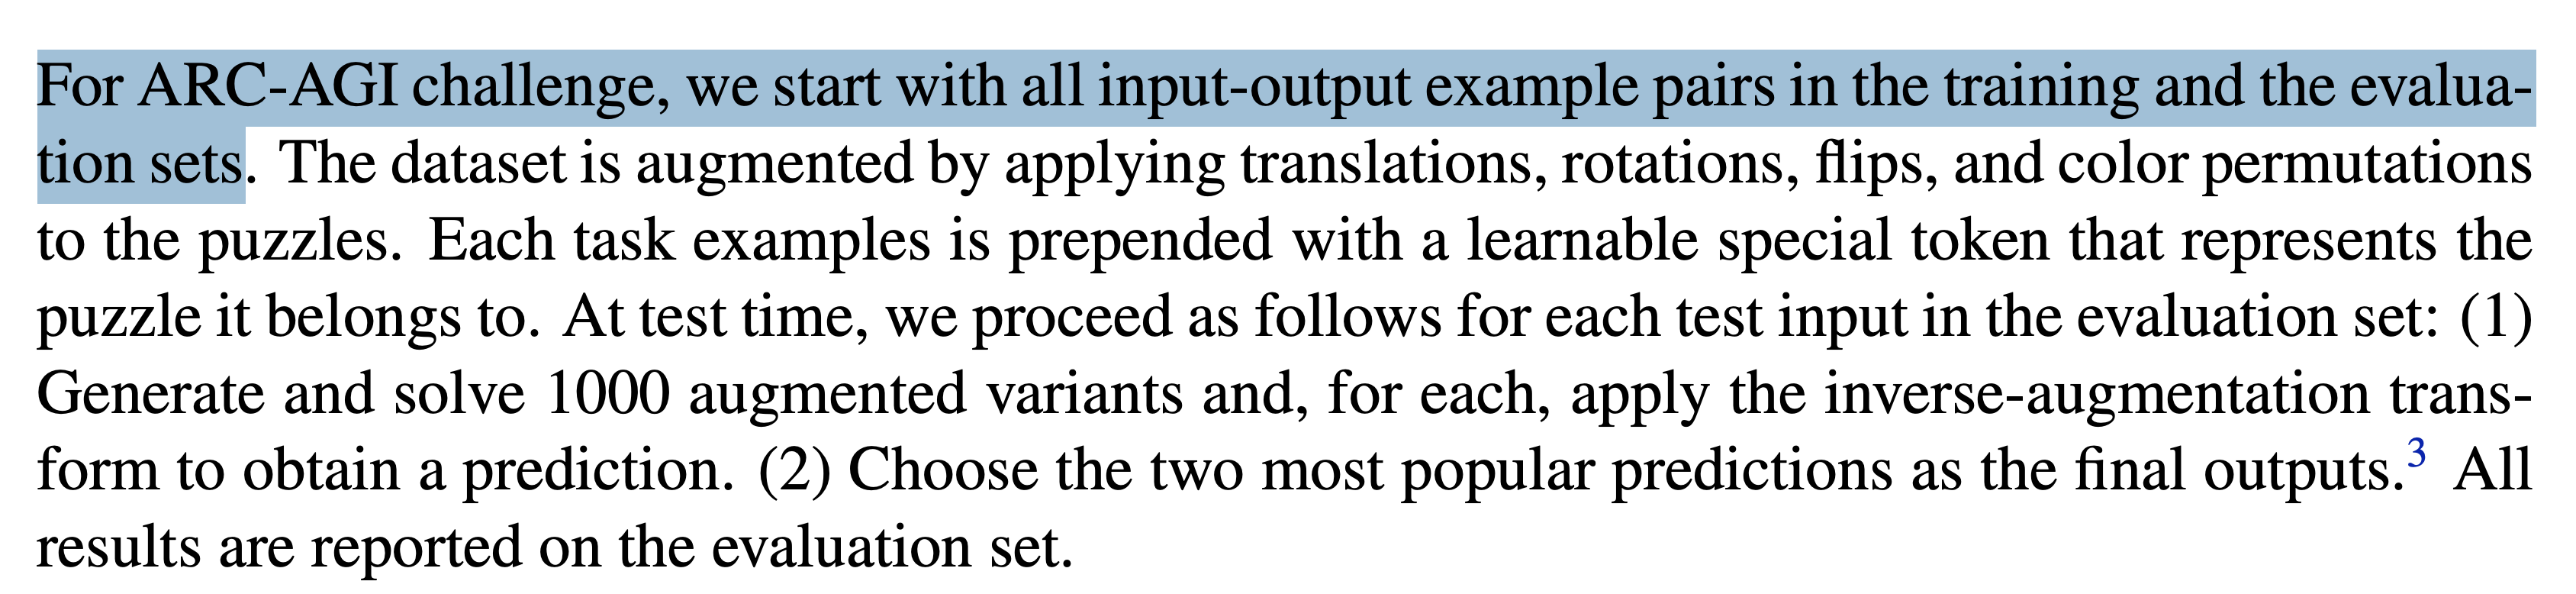 For ARC-AGI challenge, we start with all input-output example pairs in the training and the evalua-
tion sets. The dataset is augmented by applying translations, rotations, flips, and color permutations
to the puzzles. Each task examples is prepended with a learnable special token that represents the
puzzle it belongs to. At test time, we proceed as follows for each test input in the evaluation set: (1)
Generate and solve 1000 augmented variants and, for each, apply the inverse-augmentation trans-
form to obtain a prediction. (2) Choose the two most popular predictions as the final outputs.3 All
results are reported on the evaluation set.